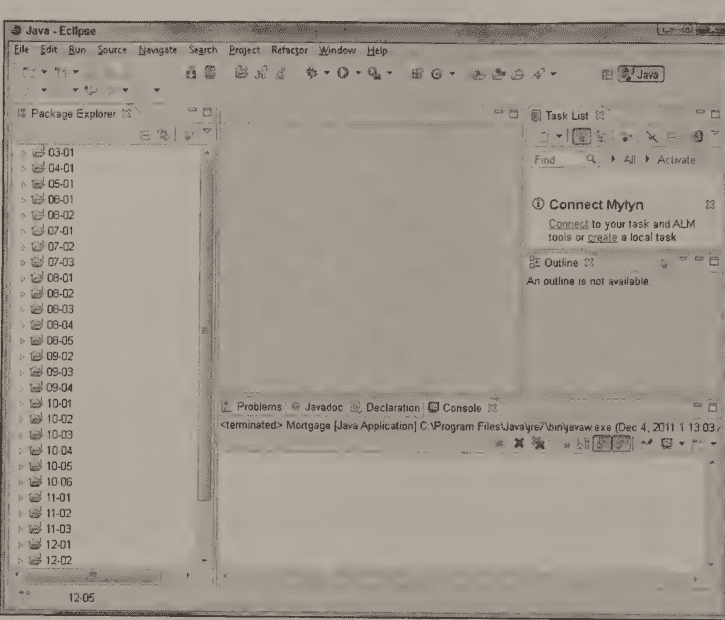 Java - Eclipse
File Edit Run Source Navigate Search Project Refactor Window Help
Java
Package Explorer
03-01
04-01
05-01
06-01
06-02
07-01
07-02
07-03
08-01
08-02
08-03
08-04
08-05
09-02
09-03
09-04
10-01
10-02
10-03
10-04
10-05
10-06
11-01
11-02
11-03
12-01
12-02
12-05
Task List
Find All Activate
Connect Mylyn
Connect to your task and ALM
tools or create a local task
Outline
An outline is not available.
Problems @ Javadoc Declaration Console
<terminated> Mortgage [Java Application] C:\Program Files\Java\jre7\bin\javaw.exe (Dec 4, 2011 1 13:03